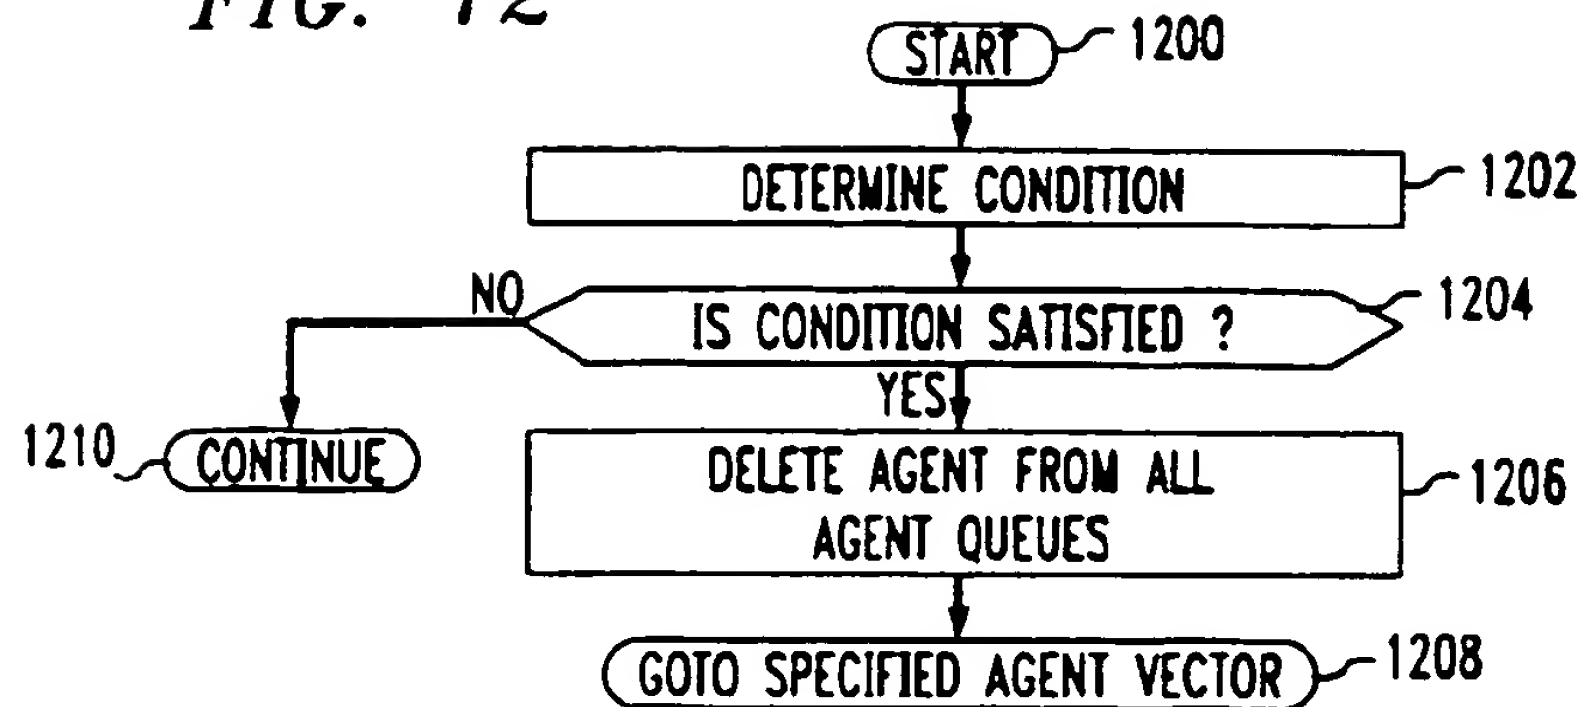 FIG. 12
START 1200
DETERMINE CONDITION 1202
NO
IS CONDITION SATISFIED ? 1204
YES
1210 CONTINUE
DELETE AGENT FROM ALL
AGENT QUEUES
1206
GOTO SPECIFIED AGENT VECTOR 1208